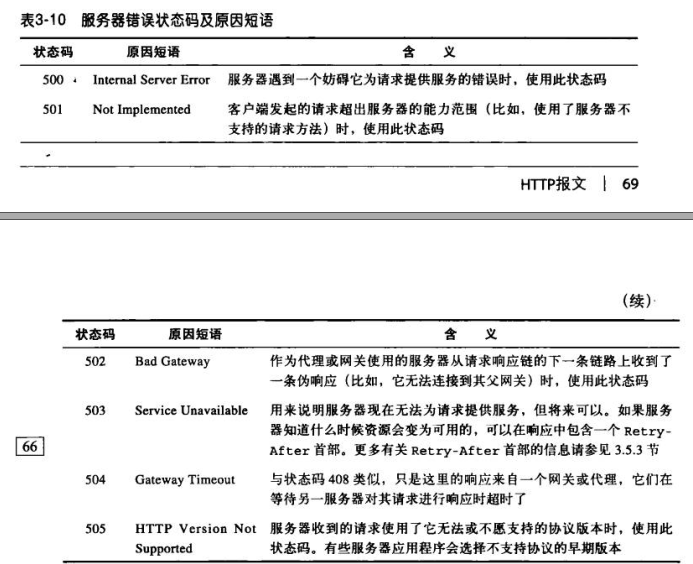 表3-10 服务器错误状态码及原因短语
状态码 原因短语 含 义
500 Internal Server Error 服务器遇到一个妨碍它为请求提供服务的错误时，使用此状态码
501 Not Implemented 客户端发起的请求超出服务器的能力范围（比如，使用了服务器不
支持的请求方法）时，使用此状态码
HTTP报文 | 69
（续）
状态码 原因短语 含 义
502 Bad Gateway 作为代理或网关使用的服务器从请求响应链的下一条链路上收到了
一条伪响应（比如，它无法连接到其父网关）时，使用此状态码
503 Service Unavailable 用来说明服务器现在无法为请求提供服务，但将来可以。如果服务
器知道什么时候资源会变为可用的，可以在响应中包含一个 Retry-
66 After 首部。更多有关 Retry-After 首部的信息请参见 3.5.3 节
504 Gateway Timeout 与状态码 408 类似，只是这里的响应来自一个网关或代理，它们在
等待另一服务器对其请求进行响应时超时了
505 HTTP Version Not 服务器收到的请求使用了它无法或不愿支持的协议版本时，使用此
Supported 状态码。有些服务器应用程序会选择不支持协议的早期版本